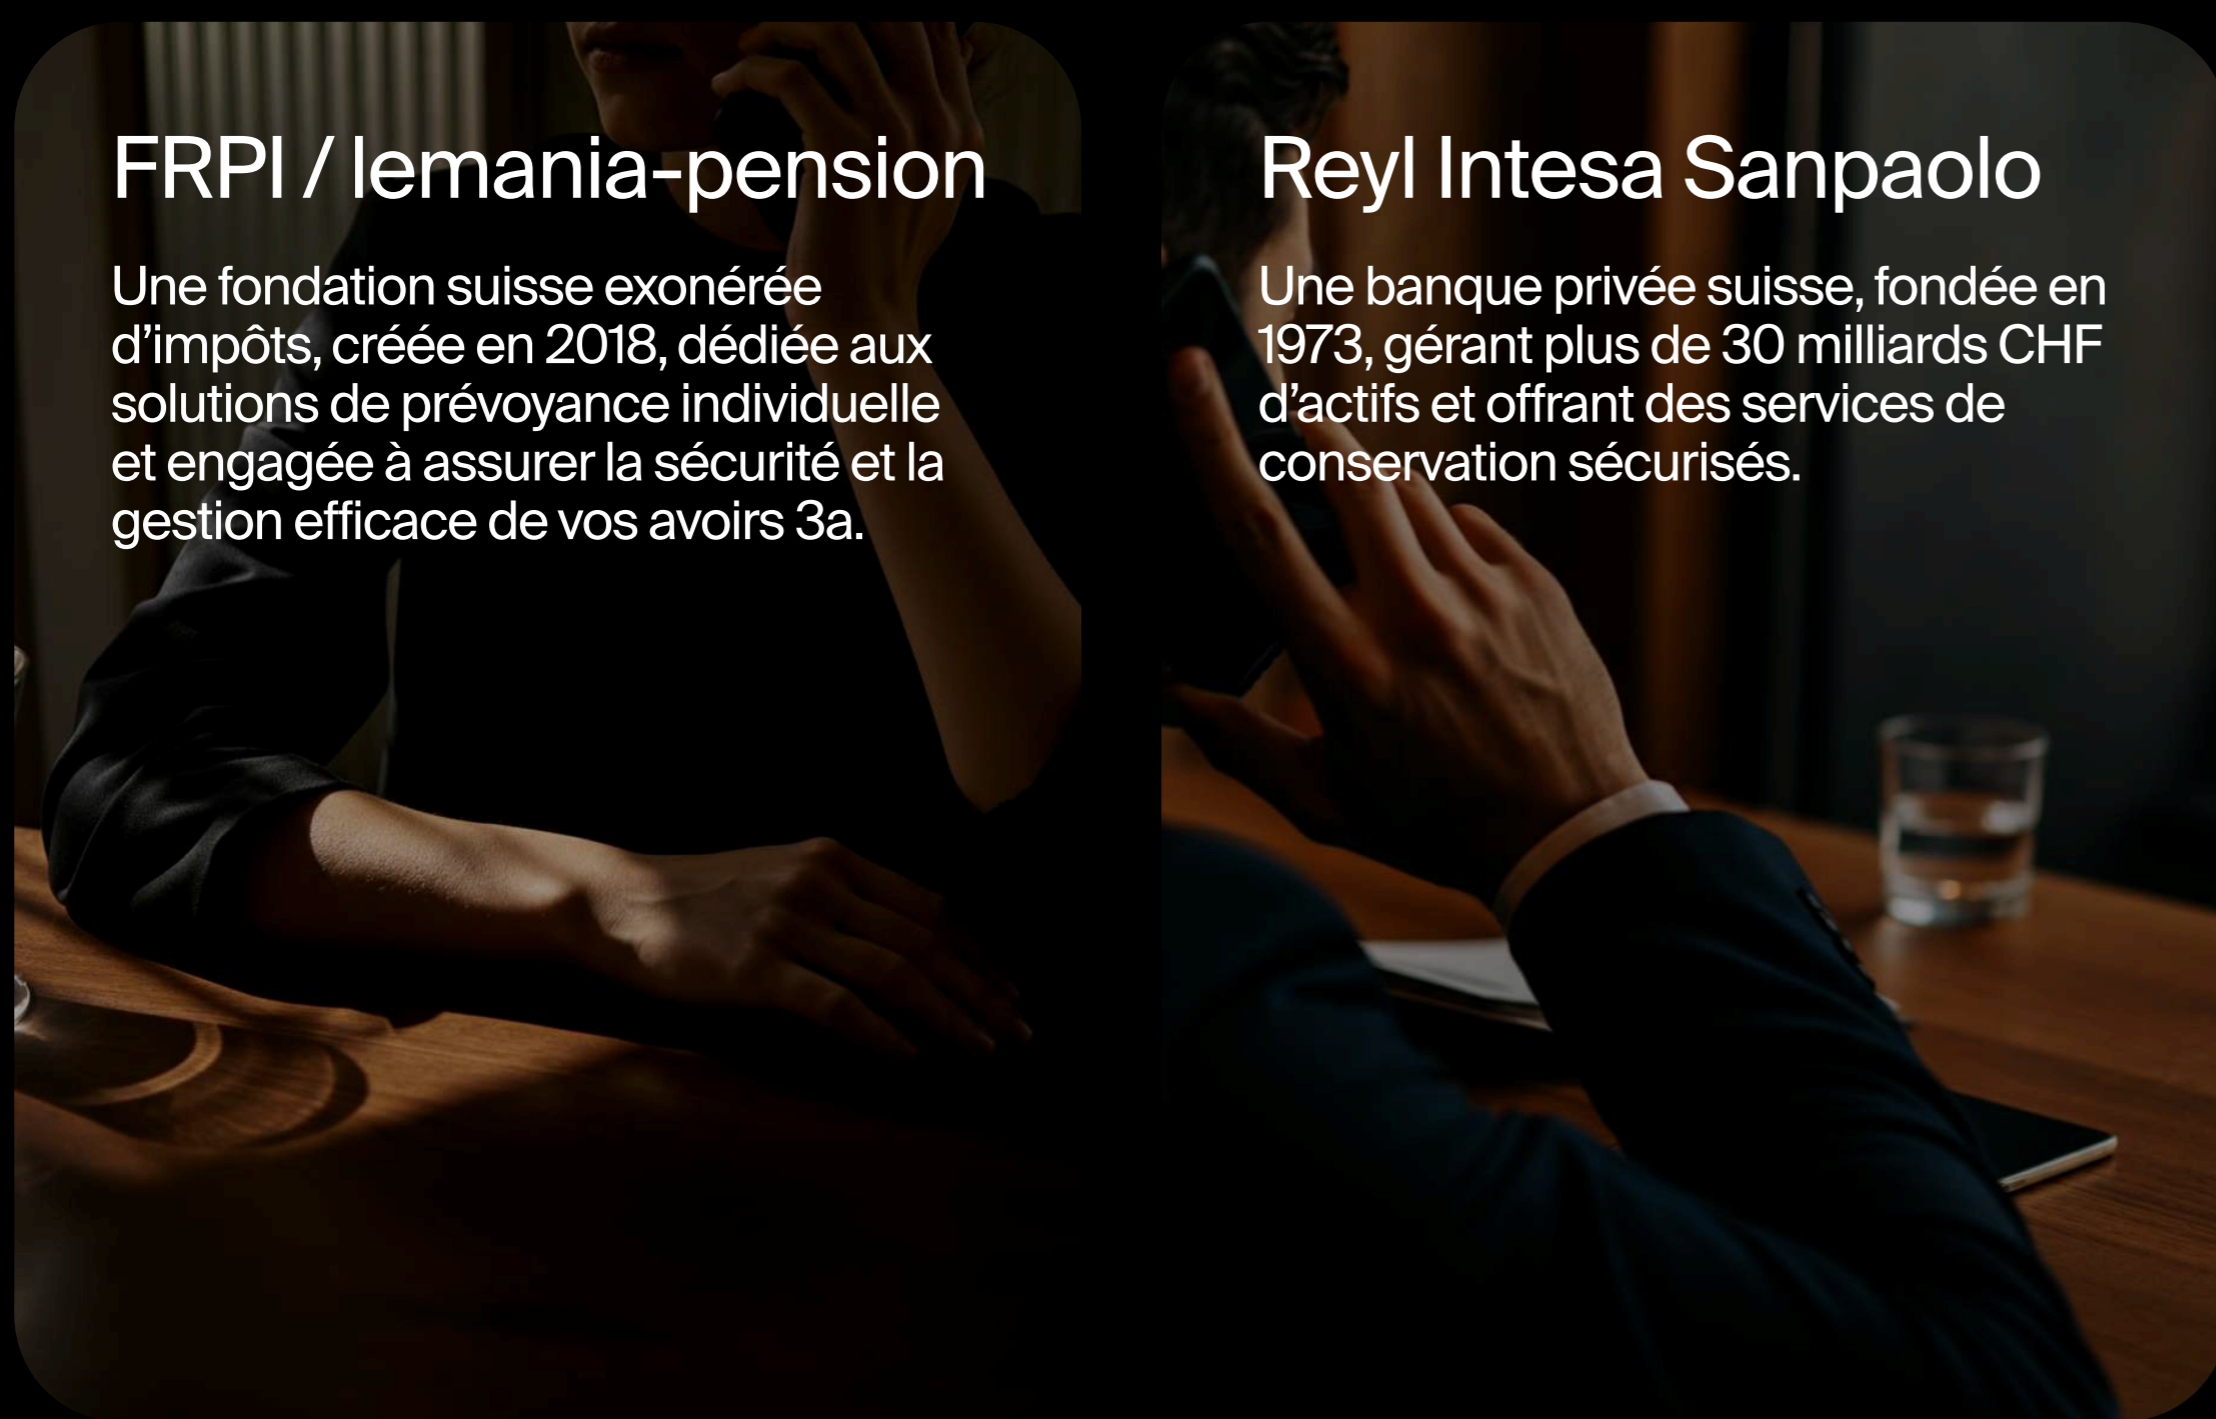 FRPI / lemania-pension
Une fondation suisse exonérée
d’impôts, créée en 2018, dédiée aux
solutions de prévoyance individuelle
et engagée à assurer la sécurité et la
gestion efficace de vos avoirs 3a.
Reyl Intesa Sanpaolo
Une banque privée suisse, fondée en
1973, gérant plus de 30 milliards CHF
d’actifs et offrant des services de
conservation sécurisés.